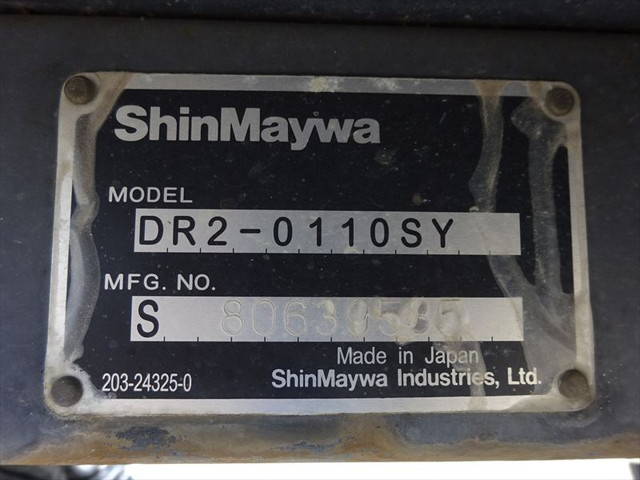 ShinMaywa
MODEL
DR2-0110SY
MFG. NO.
S
Made in Japan
203-24325-0
ShinMaywa Industries, Ltd.